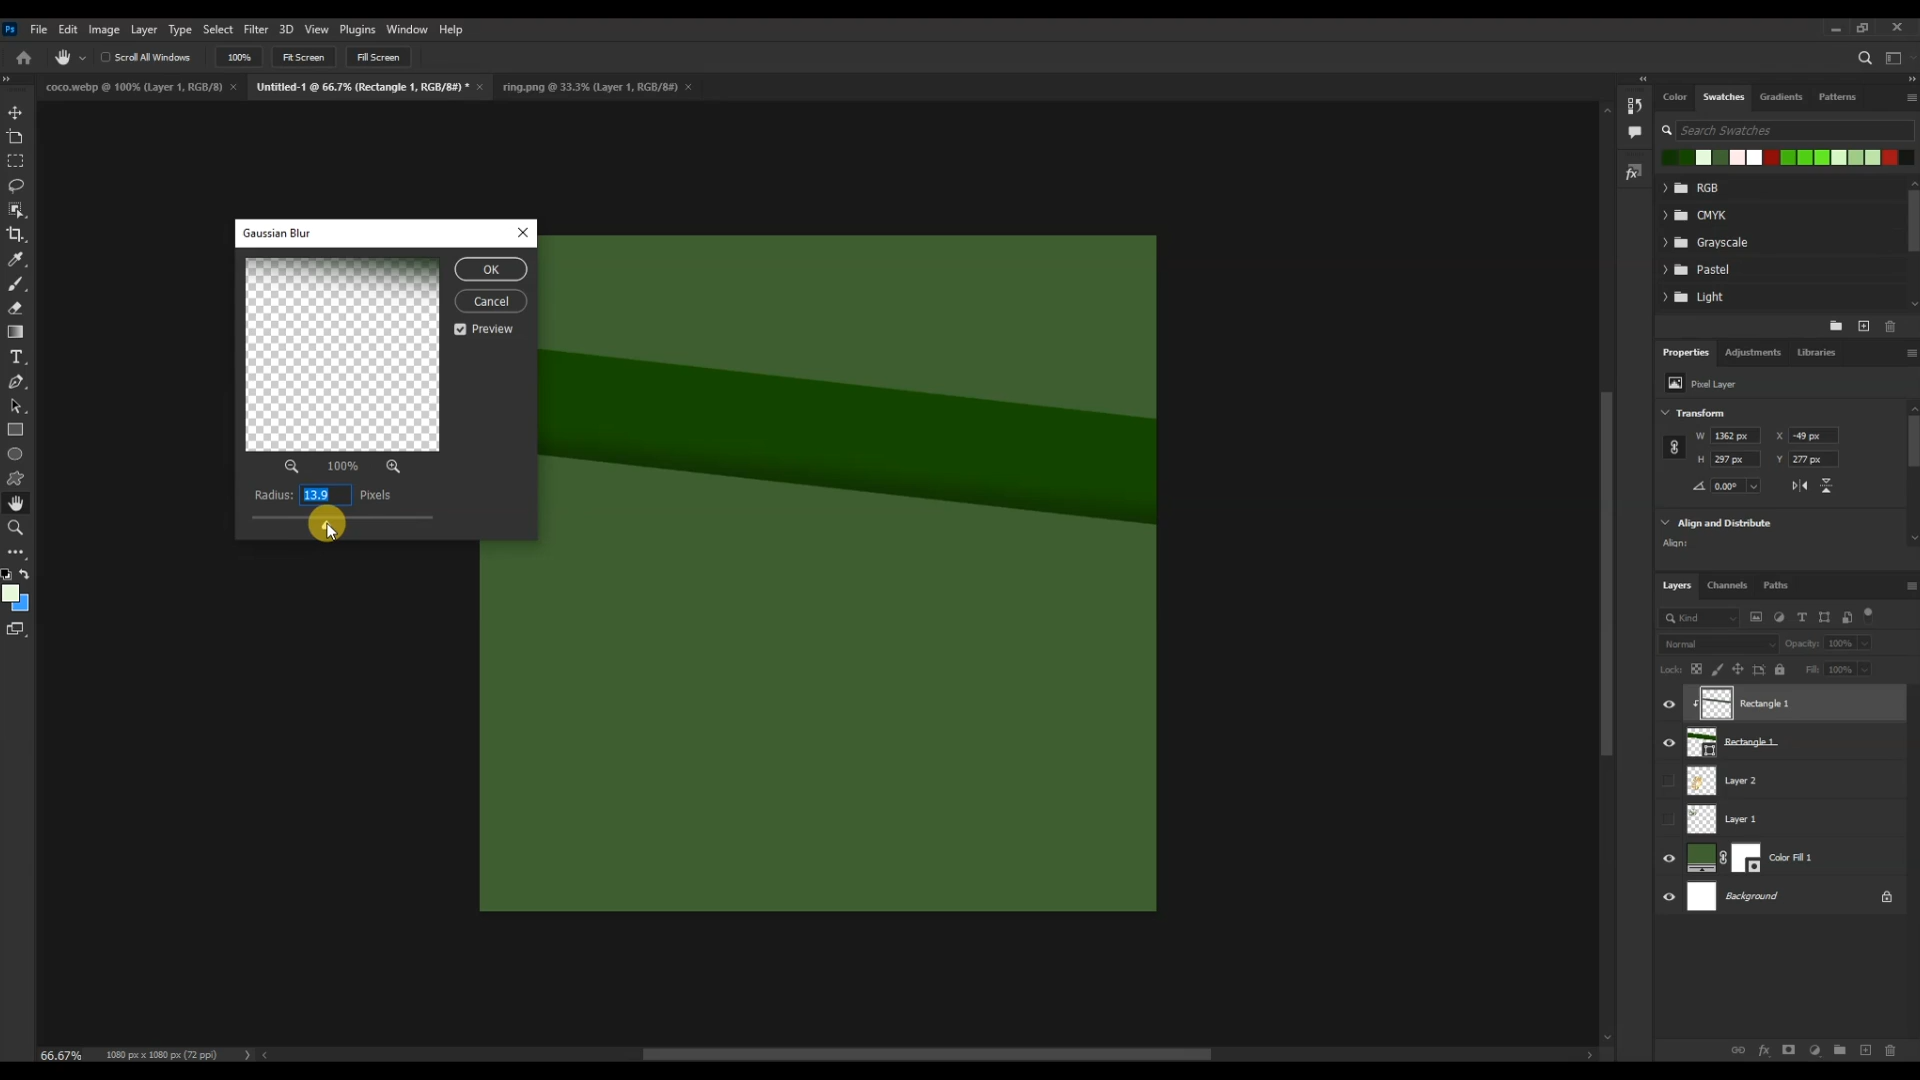 Ps File Edit Image Layer Type Select Filter 3D View Plugins Window Help
Scroll All Windows 100% Fit Screen Fill Screen
coco.webp @ 100% (Layer 1, RGB/8) × Untitled-1 @ 66.7% (Rectangle 1, RGB/8#) * × ring.png @ 33.3% (Layer 1, RGB/8#) ×
Color Swatches Gradients Patterns
Search Swatches
RGB
CMYK
Grayscale
Pastel
Light
Gaussian Blur
OK
Cancel
Preview
100%
Radius: 13.9 Pixels
Properties Adjustments Libraries
Pixel Layer
Transform
W 1362 px X -49 px
H 297 px Y 277 px
0.00°
Align and Distribute
Align:
Layers Channels Paths
Kind
Normal Opacity: 100%
Lock: Fill: 100%
Rectangle 1
Rectangle 1
Layer 2
Layer 1
Color Fill 1
Background
fx
66.67% 1080 px x 1080 px (72 ppi)